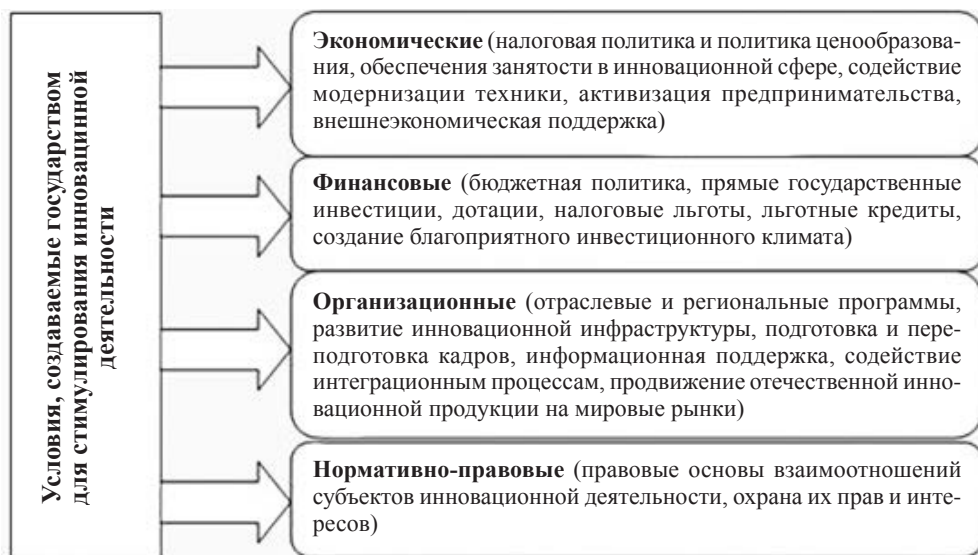 Условия, создаваемые государством
для стимулирования инновацинной
деятельности
Экономические (налоговая политика и политика ценообразова-
ния, обеспечения занятости в инновационной сфере, содействие
модернизации техники, активизация предпринимательства,
внешнеэкономическая поддержка)
Финансовые (бюджетная политика, прямые государственные
инвестиции, дотации, налоговые льготы, льготные кредиты,
создание благоприятного инвестиционного климата)
Организационные (отраслевые и региональные программы,
развитие инновационной инфраструктуры, подготовка и пере-
подготовка кадров, информационная поддержка, содействие
интеграционным процессам, продвижение отечественной инно-
вационной продукции на мировые рынки)
Нормативно-правовые (правовые основы взаимоотношений
субъектов инновационной деятельности, охрана их прав и инте-
ресов)